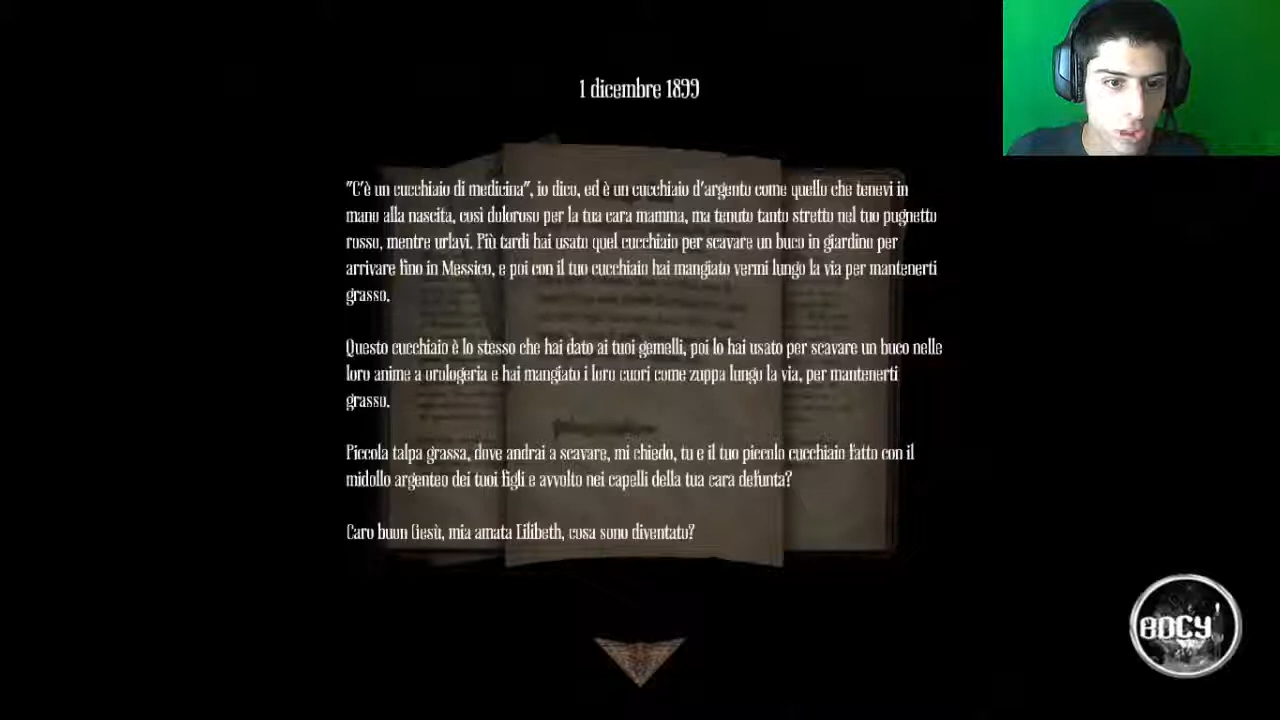 1 dicembre 1899
"C'è un cucchiaio di medicina", io dico, ed è un cucchiaio d'argento come quello che tenevi in
mano alla nascita, così doloroso per la tua cara mamma, ma tenuto tanto stretto nel tuo pugnetto
rosso, mentre urlavi. Più tardi hai usato quel cucchiaio per scavare un buco in giardino per
arrivare fino in Messico, e poi con il tuo cucchiaio hai mangiato vermi lungo la via per mantenerti
grasso.
Questo cucchiaio è lo stesso che hai dato ai tuoi gemelli, poi lo hai usato per scavare un buco nelle
loro anime a orologeria e hai mangiato i loro cuori come zuppa lungo la via, per mantenerti
grasso.
Piccola talpa grassa, dove andrai a scavare, mi chiedo, tu e il tuo piccolo cucchiaio fatto con il
midollo argenteo dei tuoi figli e avvolto nei capelli della tua cara defunta?
Caro buon Gesù, mia amata Lilibeth, cosa sono diventato?